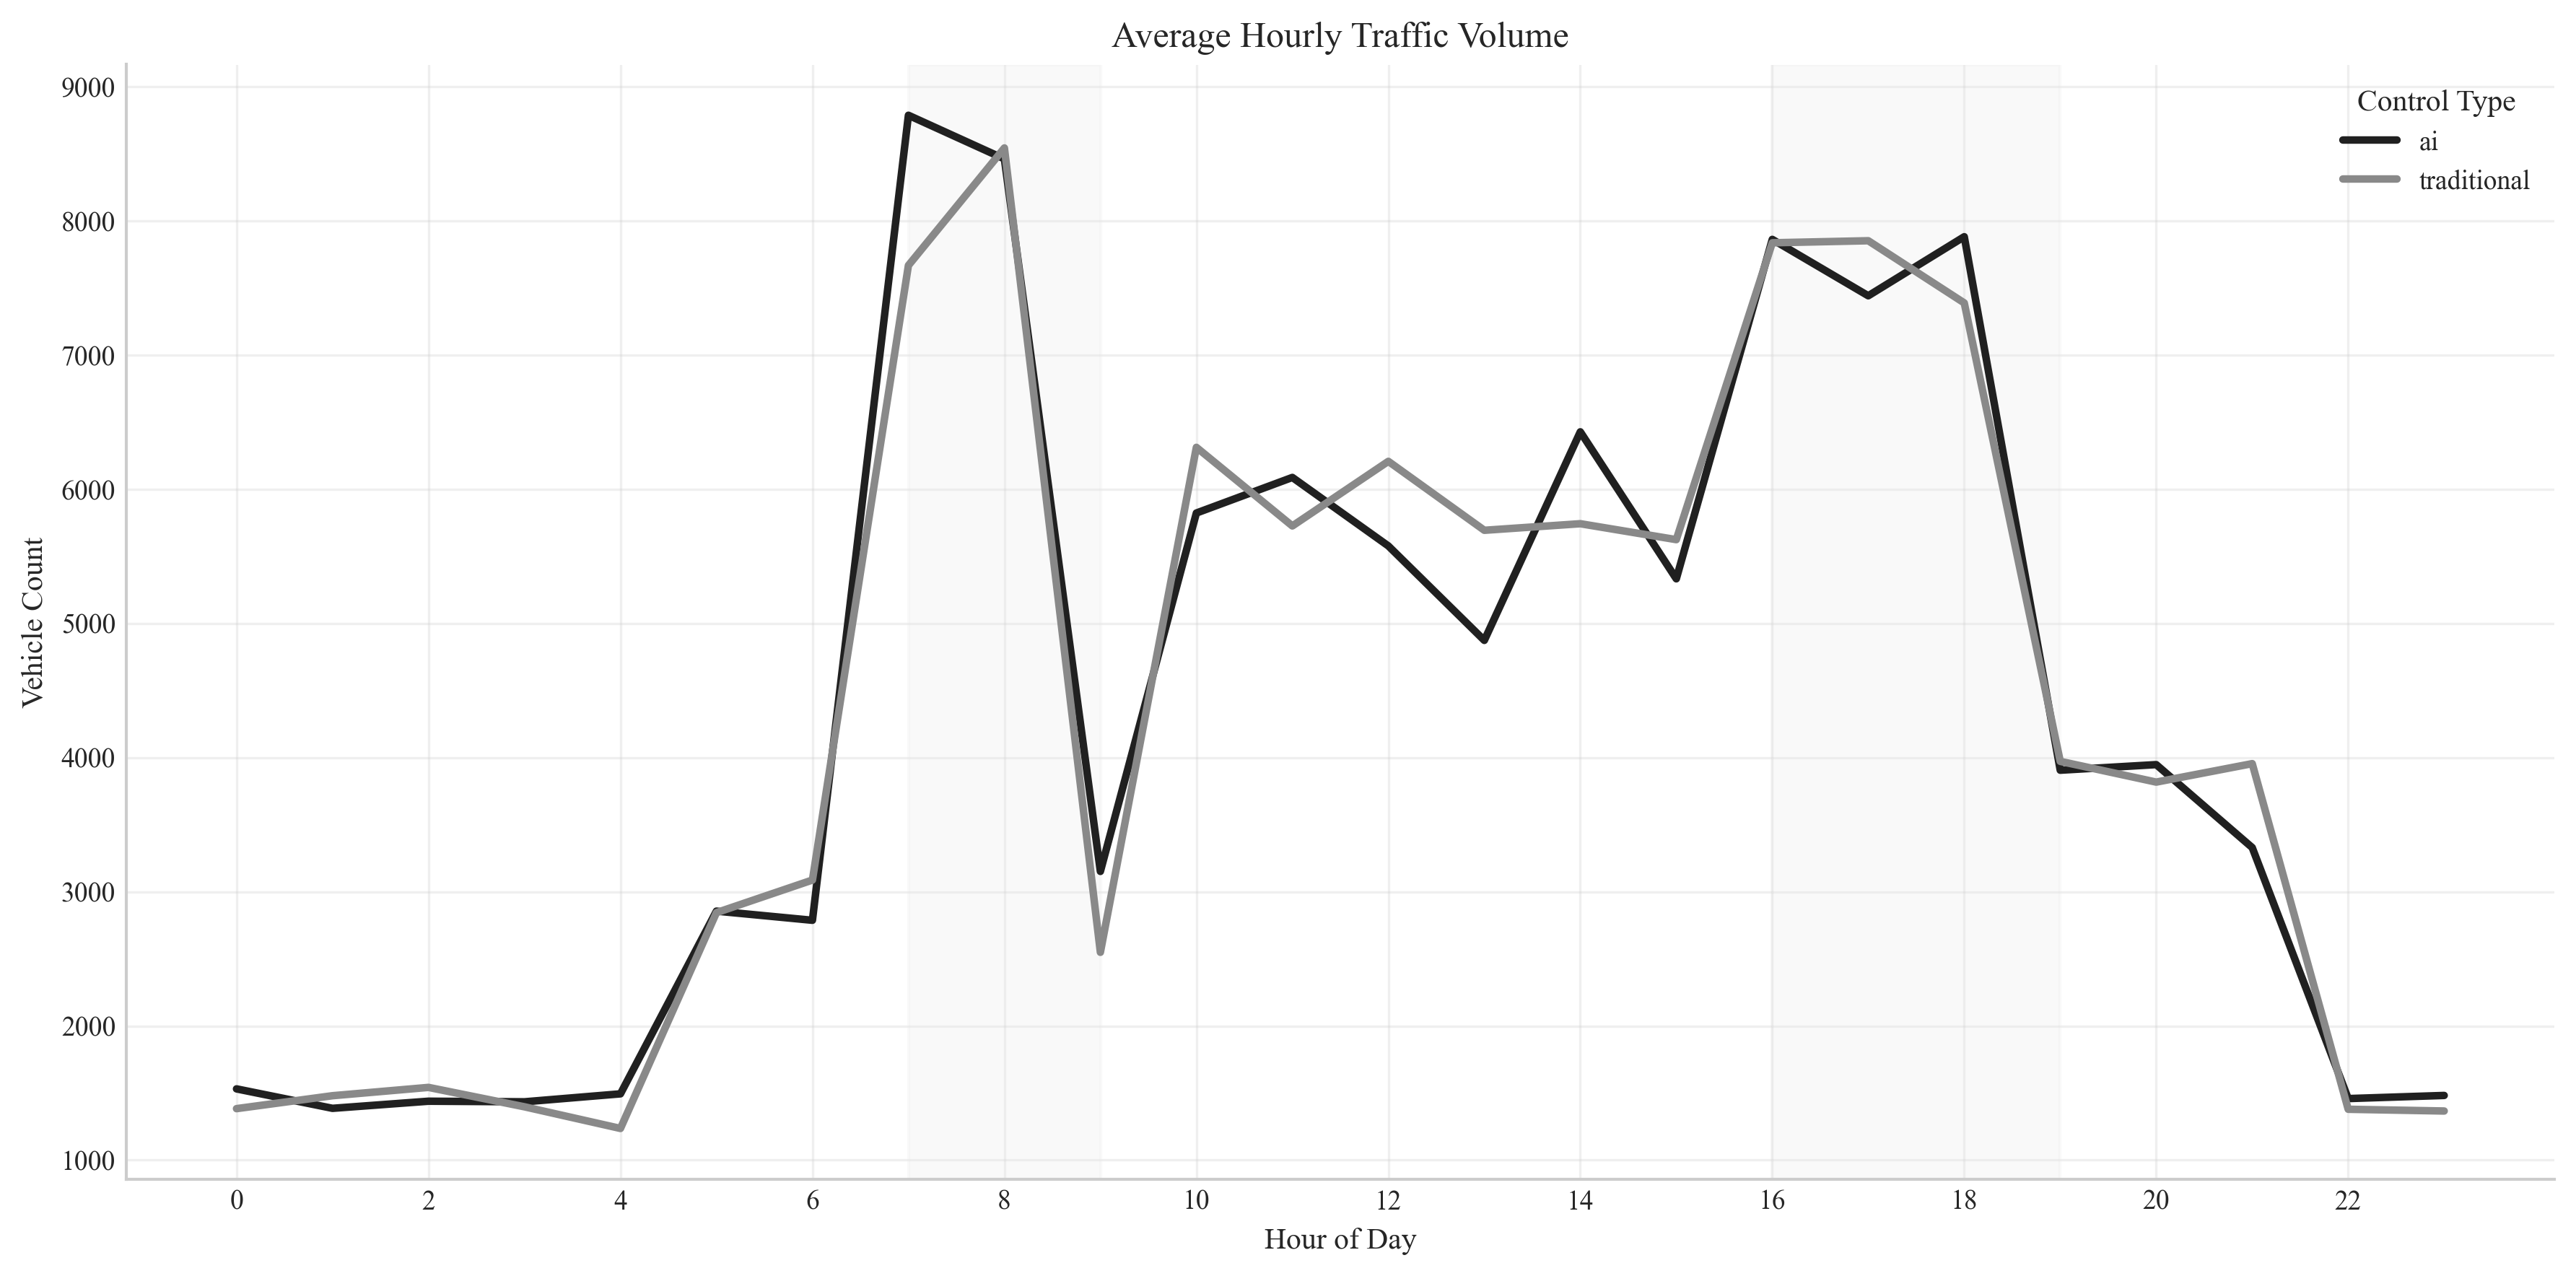 Average Hourly Traffic Volume
Control Type
ai
traditional
Vehicle Count
9000
8000
7000
6000
5000
4000
3000
2000
1000
0 2 4 6 8 10 12 14 16 18 20 22
Hour of Day